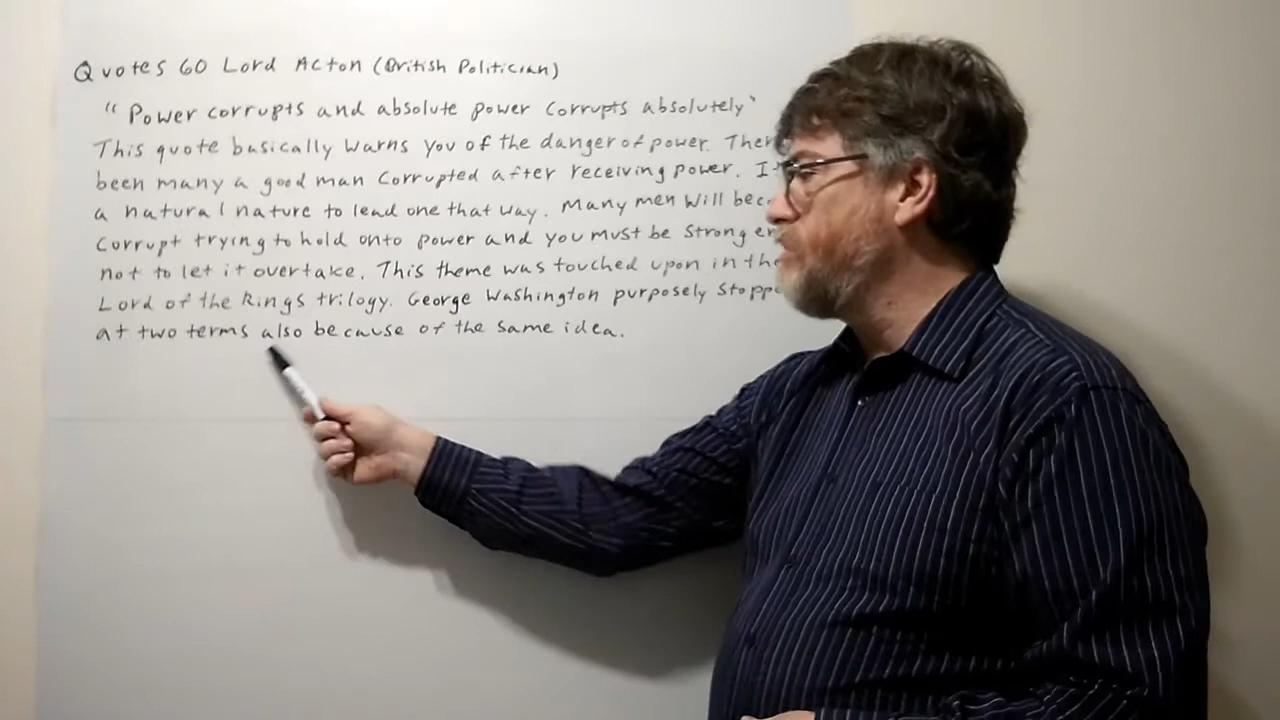 Quotes 60 Lord Acton (British Politician)
"Power corrupts and absolute power corrupts absolutely"
This quote basically warns you of the danger of power.
been many a good man corrupted after receiving power.
a natural nature to lead one that way. Many men will
corrupt trying to hold onto power and you must be strong
not to let it overtake. This theme was touched upon in the
Lord of the Rings trilogy. George Washington purposely
at two terms also because of the same idea.